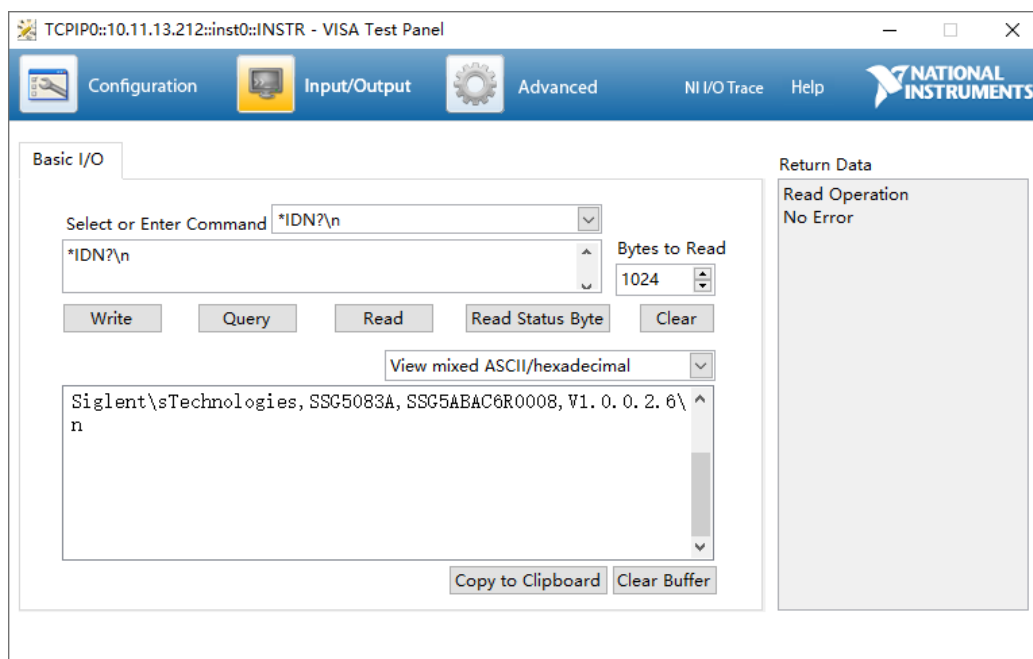 TCPIP0::10.11.13.212::inst0::INSTR - VISA Test Panel
Configuration
Input/Output
Advanced
NI I/O Trace
Help
NATIONAL
INSTRUMENTS
Basic I/O
Select or Enter Command
*IDN?\n
*IDN?\n
Bytes to Read
1024
Write
Query
Read
Read Status Byte
Clear
View mixed ASCII/hexadecimal
Siglent\sTechnologies,SSG5083A,SSG5ABAC6R0008,V1.0.0.2.6\
n
Copy to Clipboard
Clear Buffer
Return Data
Read Operation
No Error